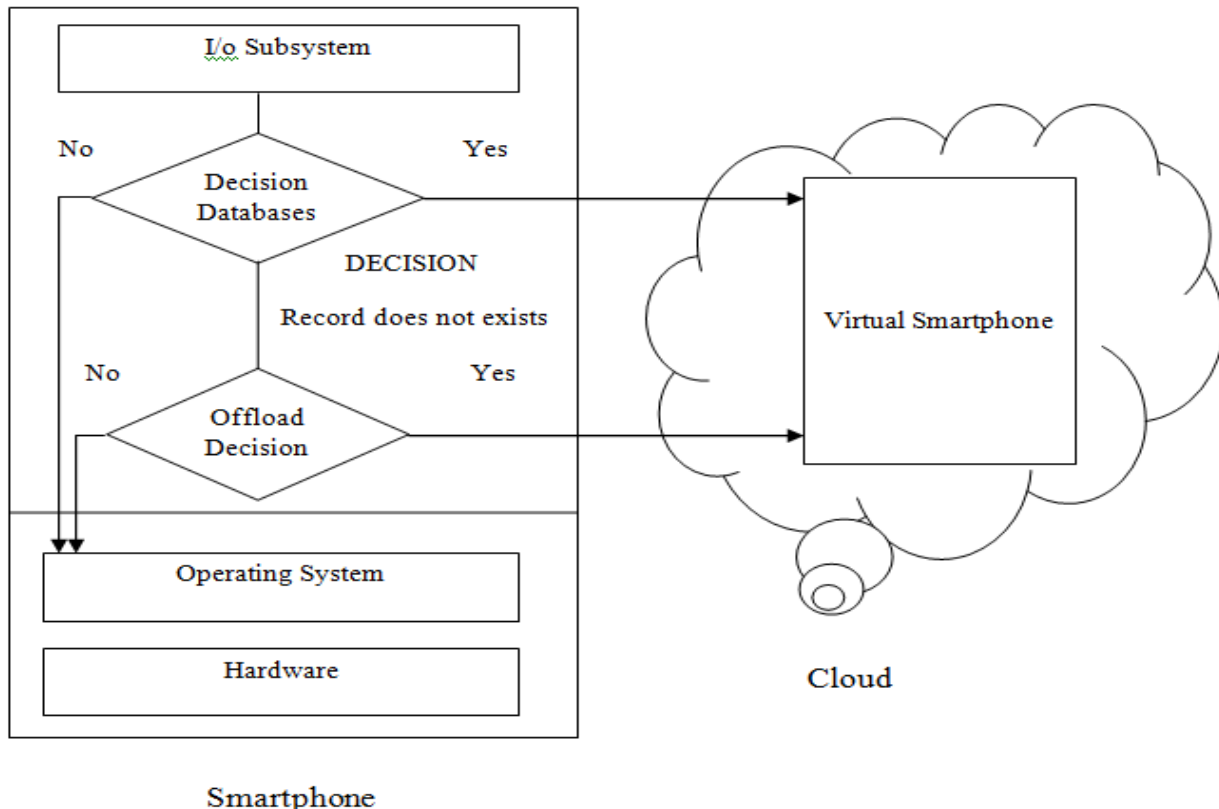 I/o Subsystem
No
Yes
Decision
Databases
DECISION
Record does not exists
Virtual Smartphone
No
Yes
Offload
Decision
Operating System
Hardware
Cloud
Smartphone